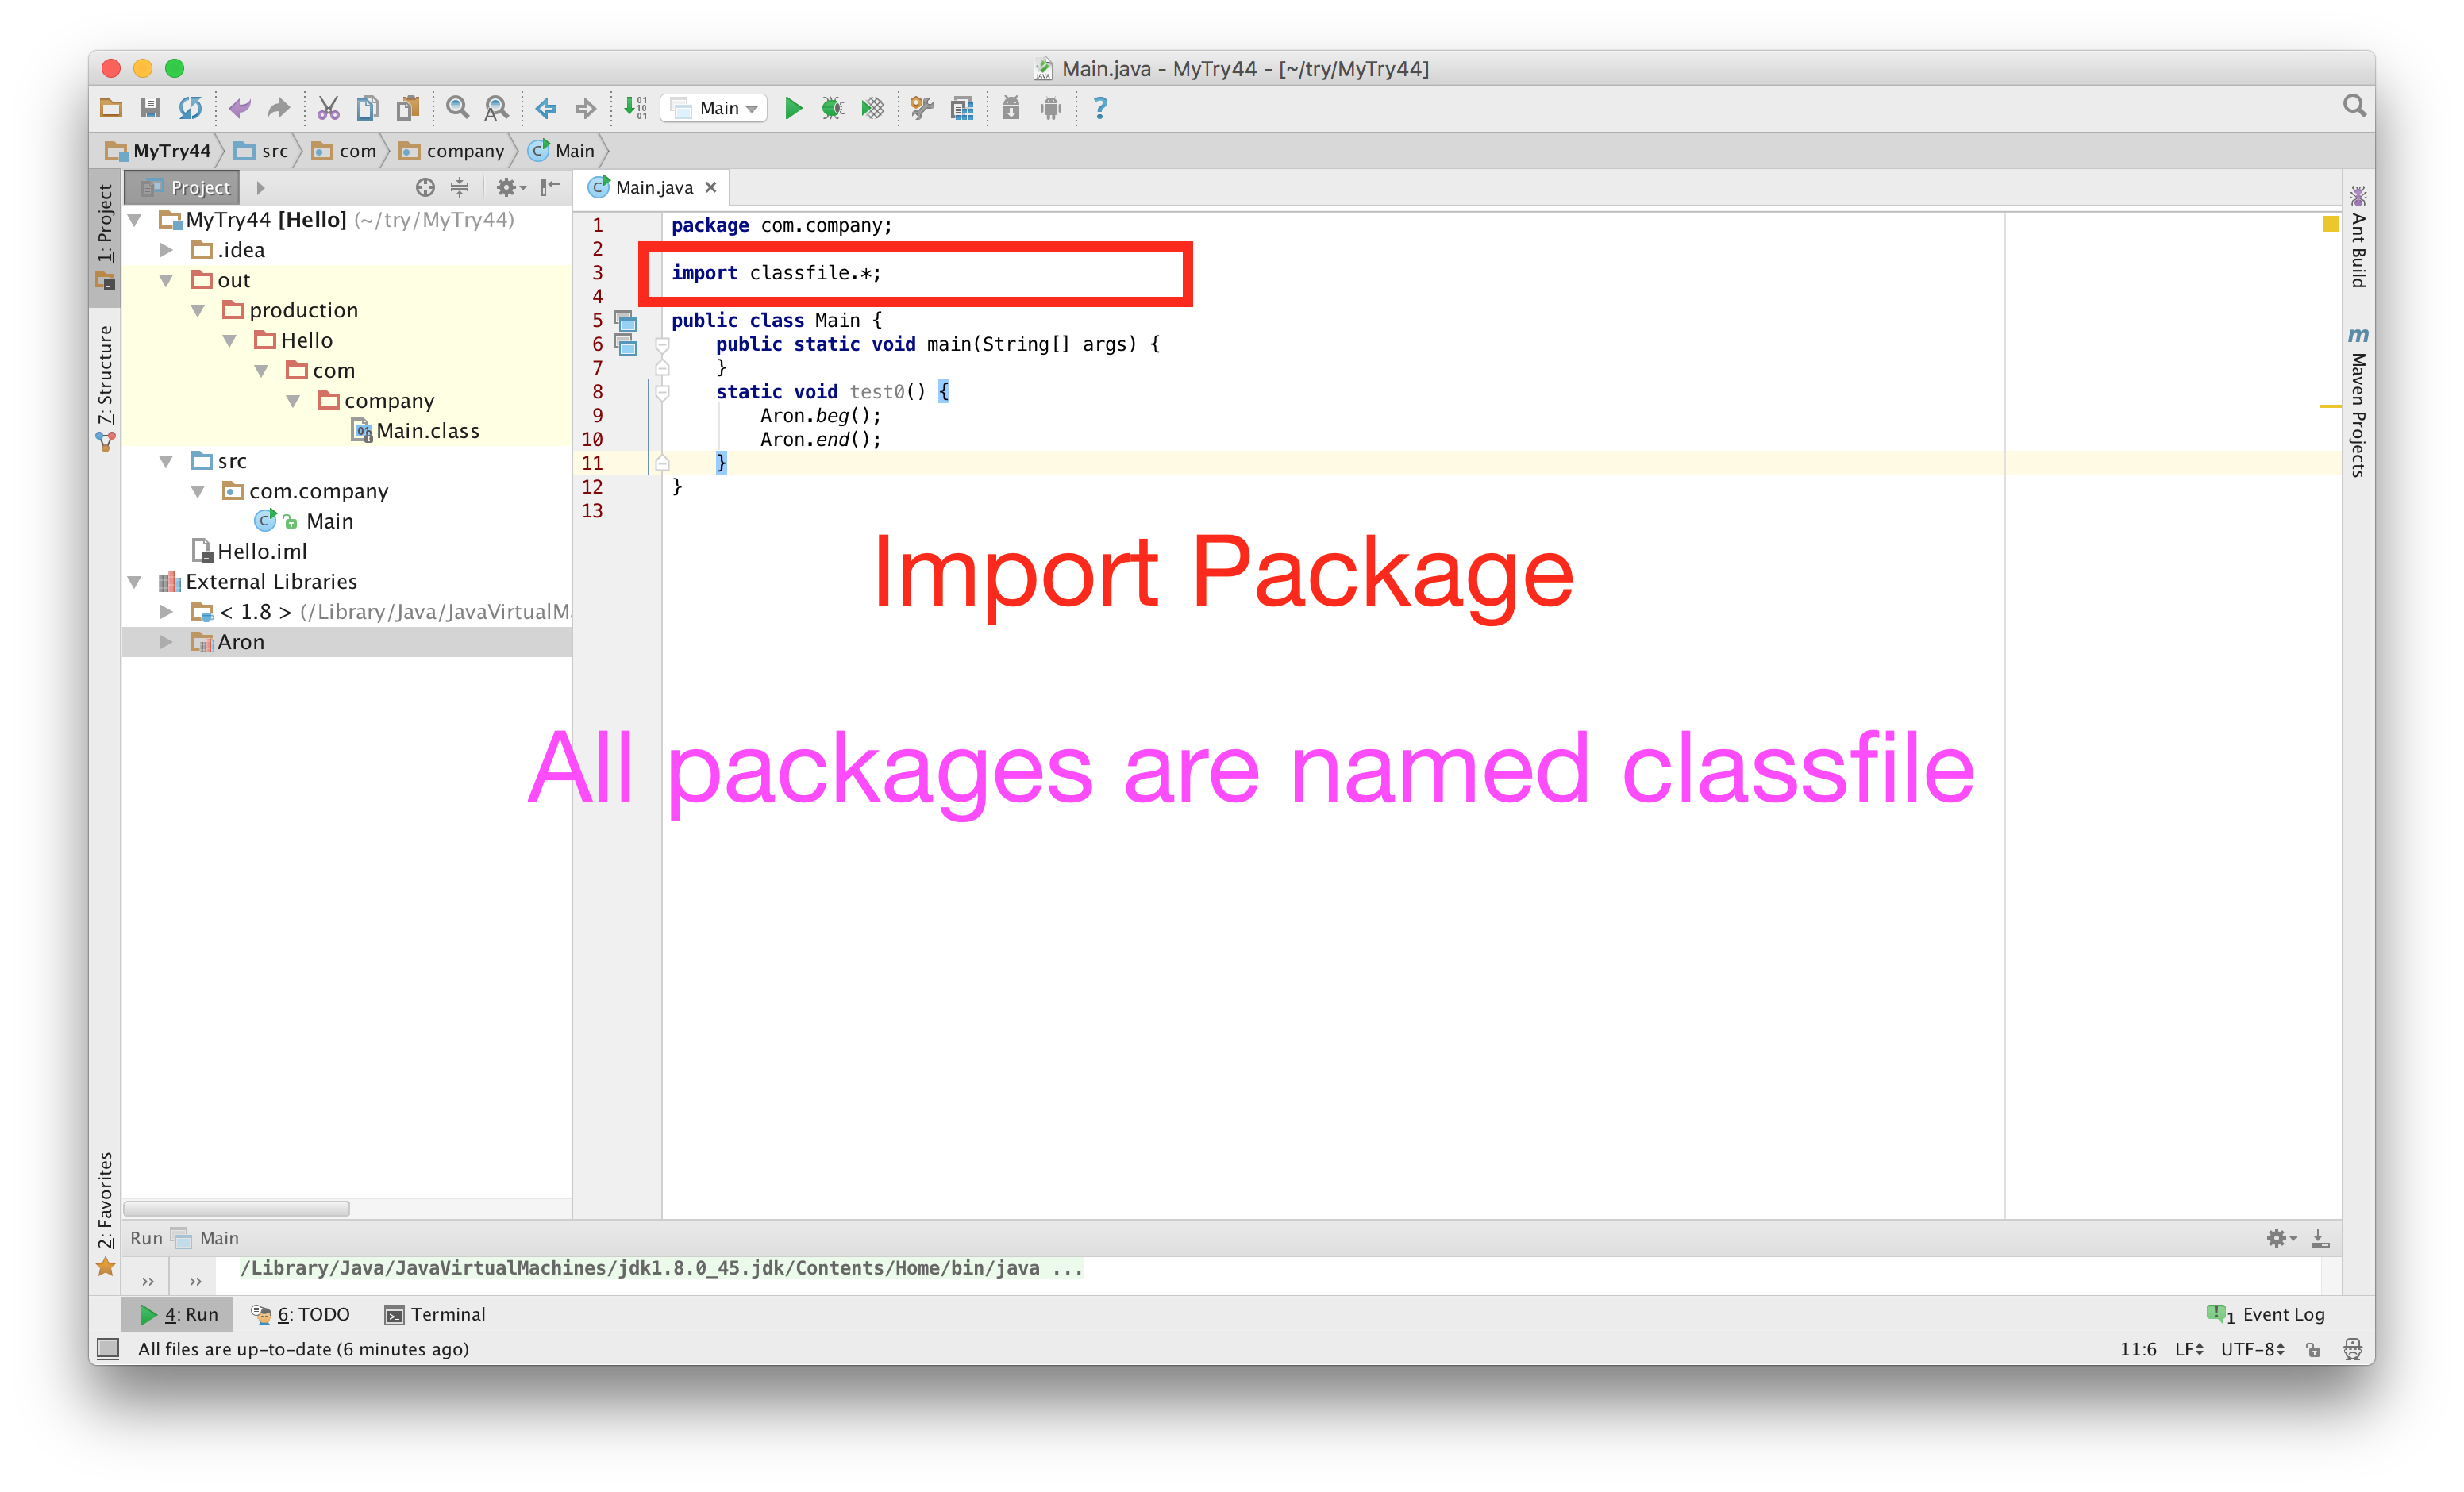 Main.java - MyTry44 - [~/try/MyTry44]
Main
?
MyTry44 src com company Main
1: Project
Z: Structure
2: Favorites
Project
MyTry44 [Hello] (~/try/MyTry44)
.idea
out
production
Hello
com
company
Main.class
src
com.company
Main
Hello.iml
External Libraries
< 1.8 > (/Library/Java/JavaVirtualMa
Aron
Main.java
1 package com.company;
2
3 import classfile.*;
4
5 public class Main {
6 public static void main(String[] args) {
7 }
8 static void test0() {
9 Aron.beg();
10 Aron.end();
11 }
12 }
13
Import Package
All packages are named classfile
Ant Build
m Maven Projects
Run Main
/Library/Java/JavaVirtualMachines/jdk1.8.0_45.jdk/Contents/Home/bin/java ...
4: Run 6: TODO Terminal 1 Event Log
All files are up-to-date (6 minutes ago) 11:6 LF UTF-8